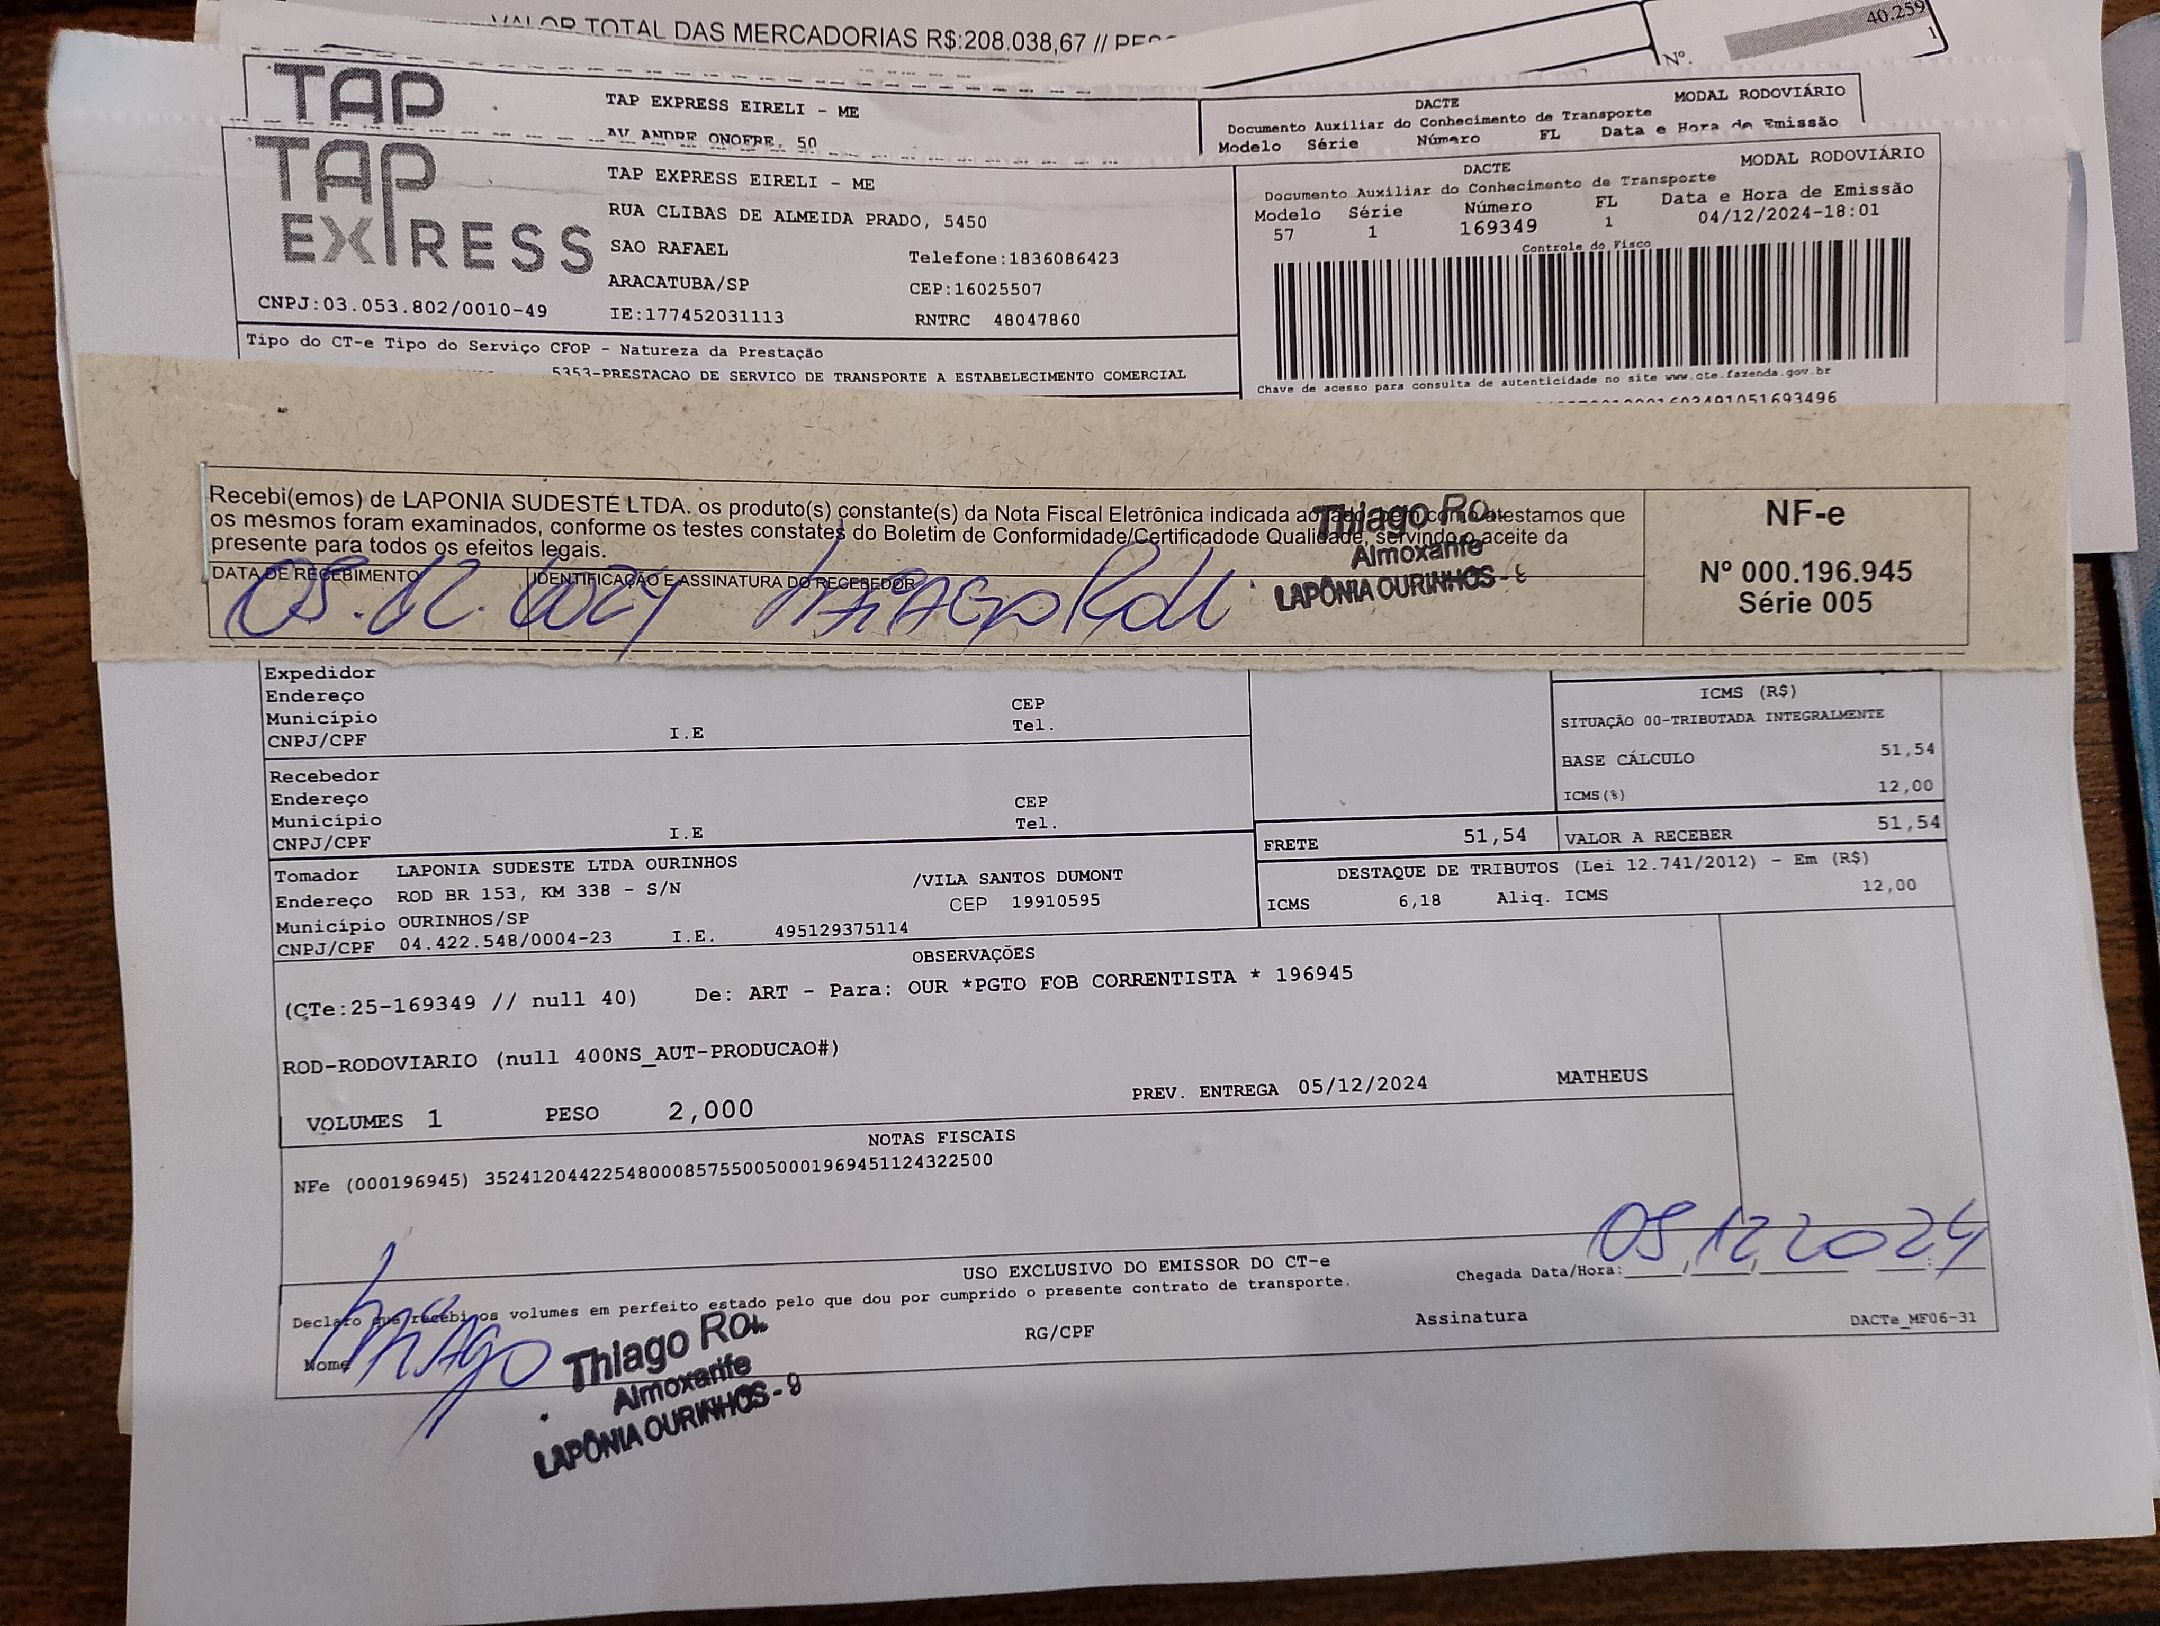 VALOR TOTAL DAS MERCADORIAS R$:208.038,67 //
40.259
Nº.
1
TAP
TAP EXPRESS EIRELI - ME
AV ANDRE ONOFRE, 50
DACTE
MODAL RODOVIÁRIO
Documento Auxiliar do Conhecimento de Transporte
Modelo Série Número FL Data e Hora de Emissão
TAP EXPRESS
CNPJ:03.053.802/0010-49
TAP EXPRESS EIRELI - ME
RUA CLIBAS DE ALMEIDA PRADO, 5450
SAO RAFAEL
Telefone:1836086423
ARACATUBA/SP
CEP:16025507
IE:177452031113
RNTRC 48047860
DACTE
MODAL RODOVIÁRIO
Documento Auxiliar do Conhecimento de Transporte
Modelo Série Número FL Data e Hora de Emissão
57 1 169349 1 04/12/2024-18:01
Controle do Fisco
Chave de acesso para consulta de autenticidade no site www.cte.fazenda.gov.br
Tipo do CT-e Tipo do Serviço CFOP - Natureza da Prestação
5353-PRESTACAO DE SERVICO DE TRANSPORTE A ESTABELECIMENTO COMERCIAL
Recebi(emos) de LAPONIA SUDESTE LTDA. os produto(s) constante(s) da Nota Fiscal Eletrônica indicada ao lado, bem como atestamos que
os mesmos foram examinados, conforme os testes constates do Boletim de Conformidade/Certificadode Qualidade, servindo o aceite da
presente para todos os efeitos legais.
DATA DE RECEBIMENTO
IDENTIFICAÇÃO E ASSINATURA DO RECEBEDOR
05.12.2024 Thiago
Thiago
Almoxarife
LAPÔNIA OURINHOS -
NF-e
Nº 000.196.945
Série 005
Expedidor
Endereço CEP
Município Tel.
CNPJ/CPF I.E
Recebedor
Endereço CEP
Município Tel.
CNPJ/CPF I.E
ICMS (R$)
SITUAÇÃO 00-TRIBUTADA INTEGRALMENTE
BASE CÁLCULO 51,54
ICMS(%) 12,00
FRETE 51,54 VALOR A RECEBER 51,54
DESTAQUE DE TRIBUTOS (Lei 12.741/2012) - Em (R$)
ICMS 6,18 Aliq. ICMS 12,00
Tomador LAPONIA SUDESTE LTDA OURINHOS
Endereço ROD BR 153, KM 338 - S/N /VILA SANTOS DUMONT
Município OURINHOS/SP CEP 19910595
CNPJ/CPF 04.422.548/0004-23 I.E. 495129375114
OBSERVAÇÕES
(CTe:25-169349 // null 40) De: ART - Para: OUR *PGTO FOB CORRENTISTA * 196945
ROD-RODOVIARIO (null 400NS_AUT-PRODUCAO#)
VOLUMES 1 PESO 2,000 PREV. ENTREGA 05/12/2024 MATHEUS
NOTAS FISCAIS
NFe (000196945) 35241204422548000857550050001969451124322500
USO EXCLUSIVO DO EMISSOR DO CT-e
Declaro que recebi os volumes em perfeito estado pelo que dou por cumprido o presente contrato de transporte.
Chegada Data/Hora: 05 12 2024
Nome Thiago RG/CPF Assinatura
DACTe_MF06-31
Thiago
Almoxarife
LAPÔNIA OURINHOS -